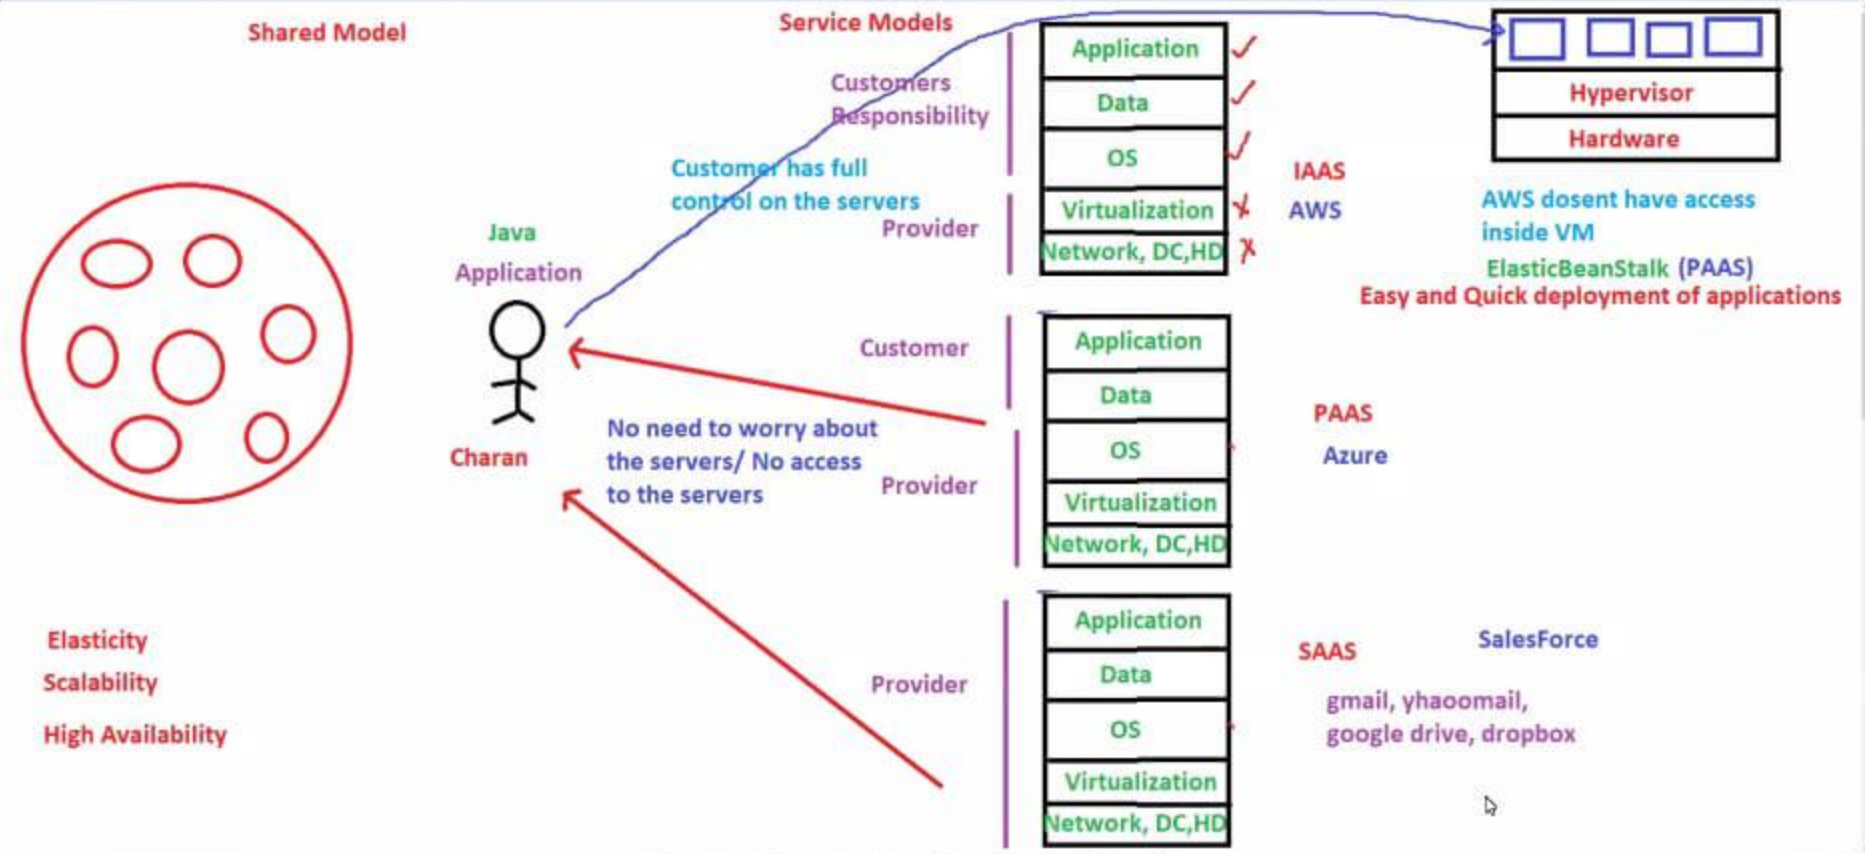 Shared Model
Service Models
Customers
Responsibility
Customer has full
control on the servers
Provider
Application
Data
OS
Virtualization
Network, DC,HD
IAAS
AWS
Hypervisor
Hardware
AWS dosent have access
inside VM
ElasticBeanStalk (PAAS)
Easy and Quick deployment of applications
Java
Application
Charan
No need to worry about
the servers/ No access
to the servers
Customer
Provider
Application
Data
OS
Virtualization
Network, DC,HD
PAAS
Azure
Elasticity
Scalability
High Availability
Provider
Application
Data
OS
Virtualization
Network, DC,HD
SAAS
SalesForce
gmail, yhaoomail,
google drive, dropbox